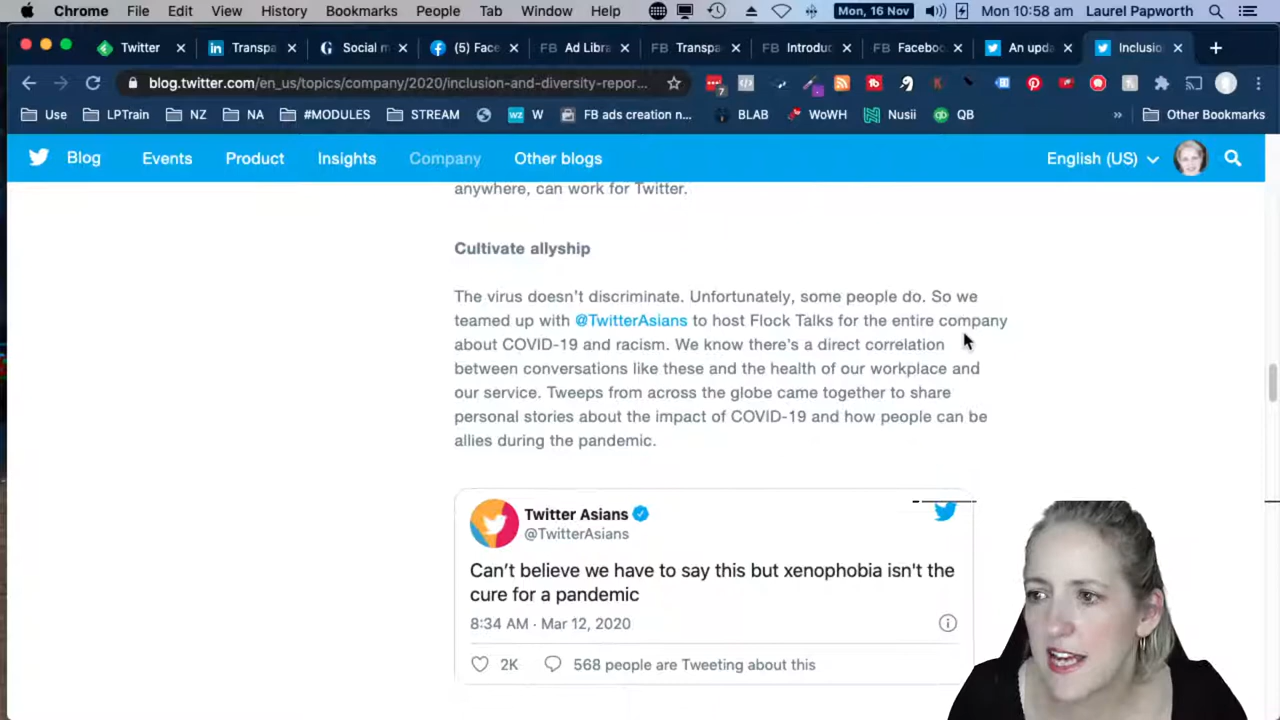 Chrome File Edit View History Bookmarks People Tab Window Help Mon, 16 Nov Mon 10:58 am Laurel Papworth
Twitter Transpa Social m (5) Face Ad Libra Transpa Introduc Faceboo An upda Inclusio
blog.twitter.com/en_us/topics/company/2020/inclusion-and-diversity-repor...
Use LPTrain NZ NA #MODULES STREAM W FB ads creation n... BLAB WoWH Nusii QB » Other Bookmarks
Blog Events Product Insights Company Other blogs English (US)
anywhere, can work for Twitter.
Cultivate allyship
The virus doesn't discriminate. Unfortunately, some people do. So we
teamed up with @TwitterAsians to host Flock Talks for the entire company
about COVID-19 and racism. We know there's a direct correlation
between conversations like these and the health of our workplace and
our service. Tweeps from across the globe came together to share
personal stories about the impact of COVID-19 and how people can be
allies during the pandemic.
Twitter Asians
@TwitterAsians
Can't believe we have to say this but xenophobia isn't the
cure for a pandemic
8:34 AM · Mar 12, 2020
2K 568 people are Tweeting about this